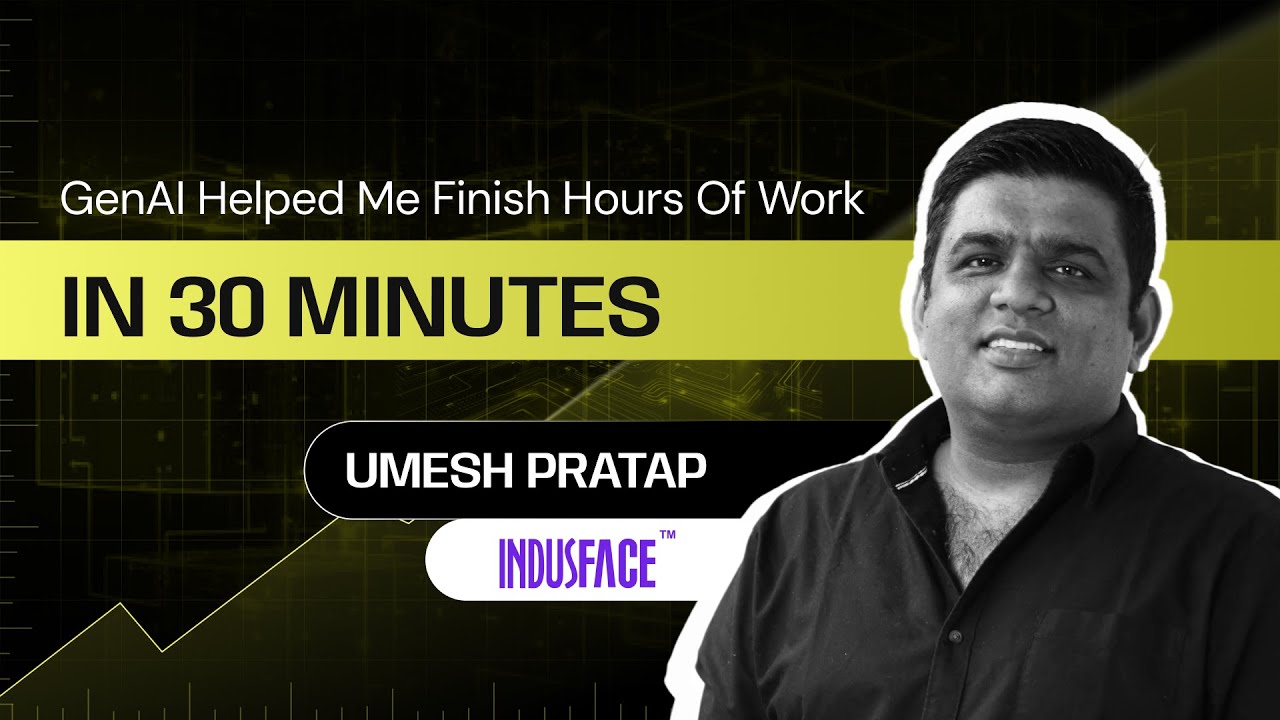 GenAI Helped Me Finish Hours Of Work
IN 30 MINUTES
UMESH PRATAP
INDUSFACE™